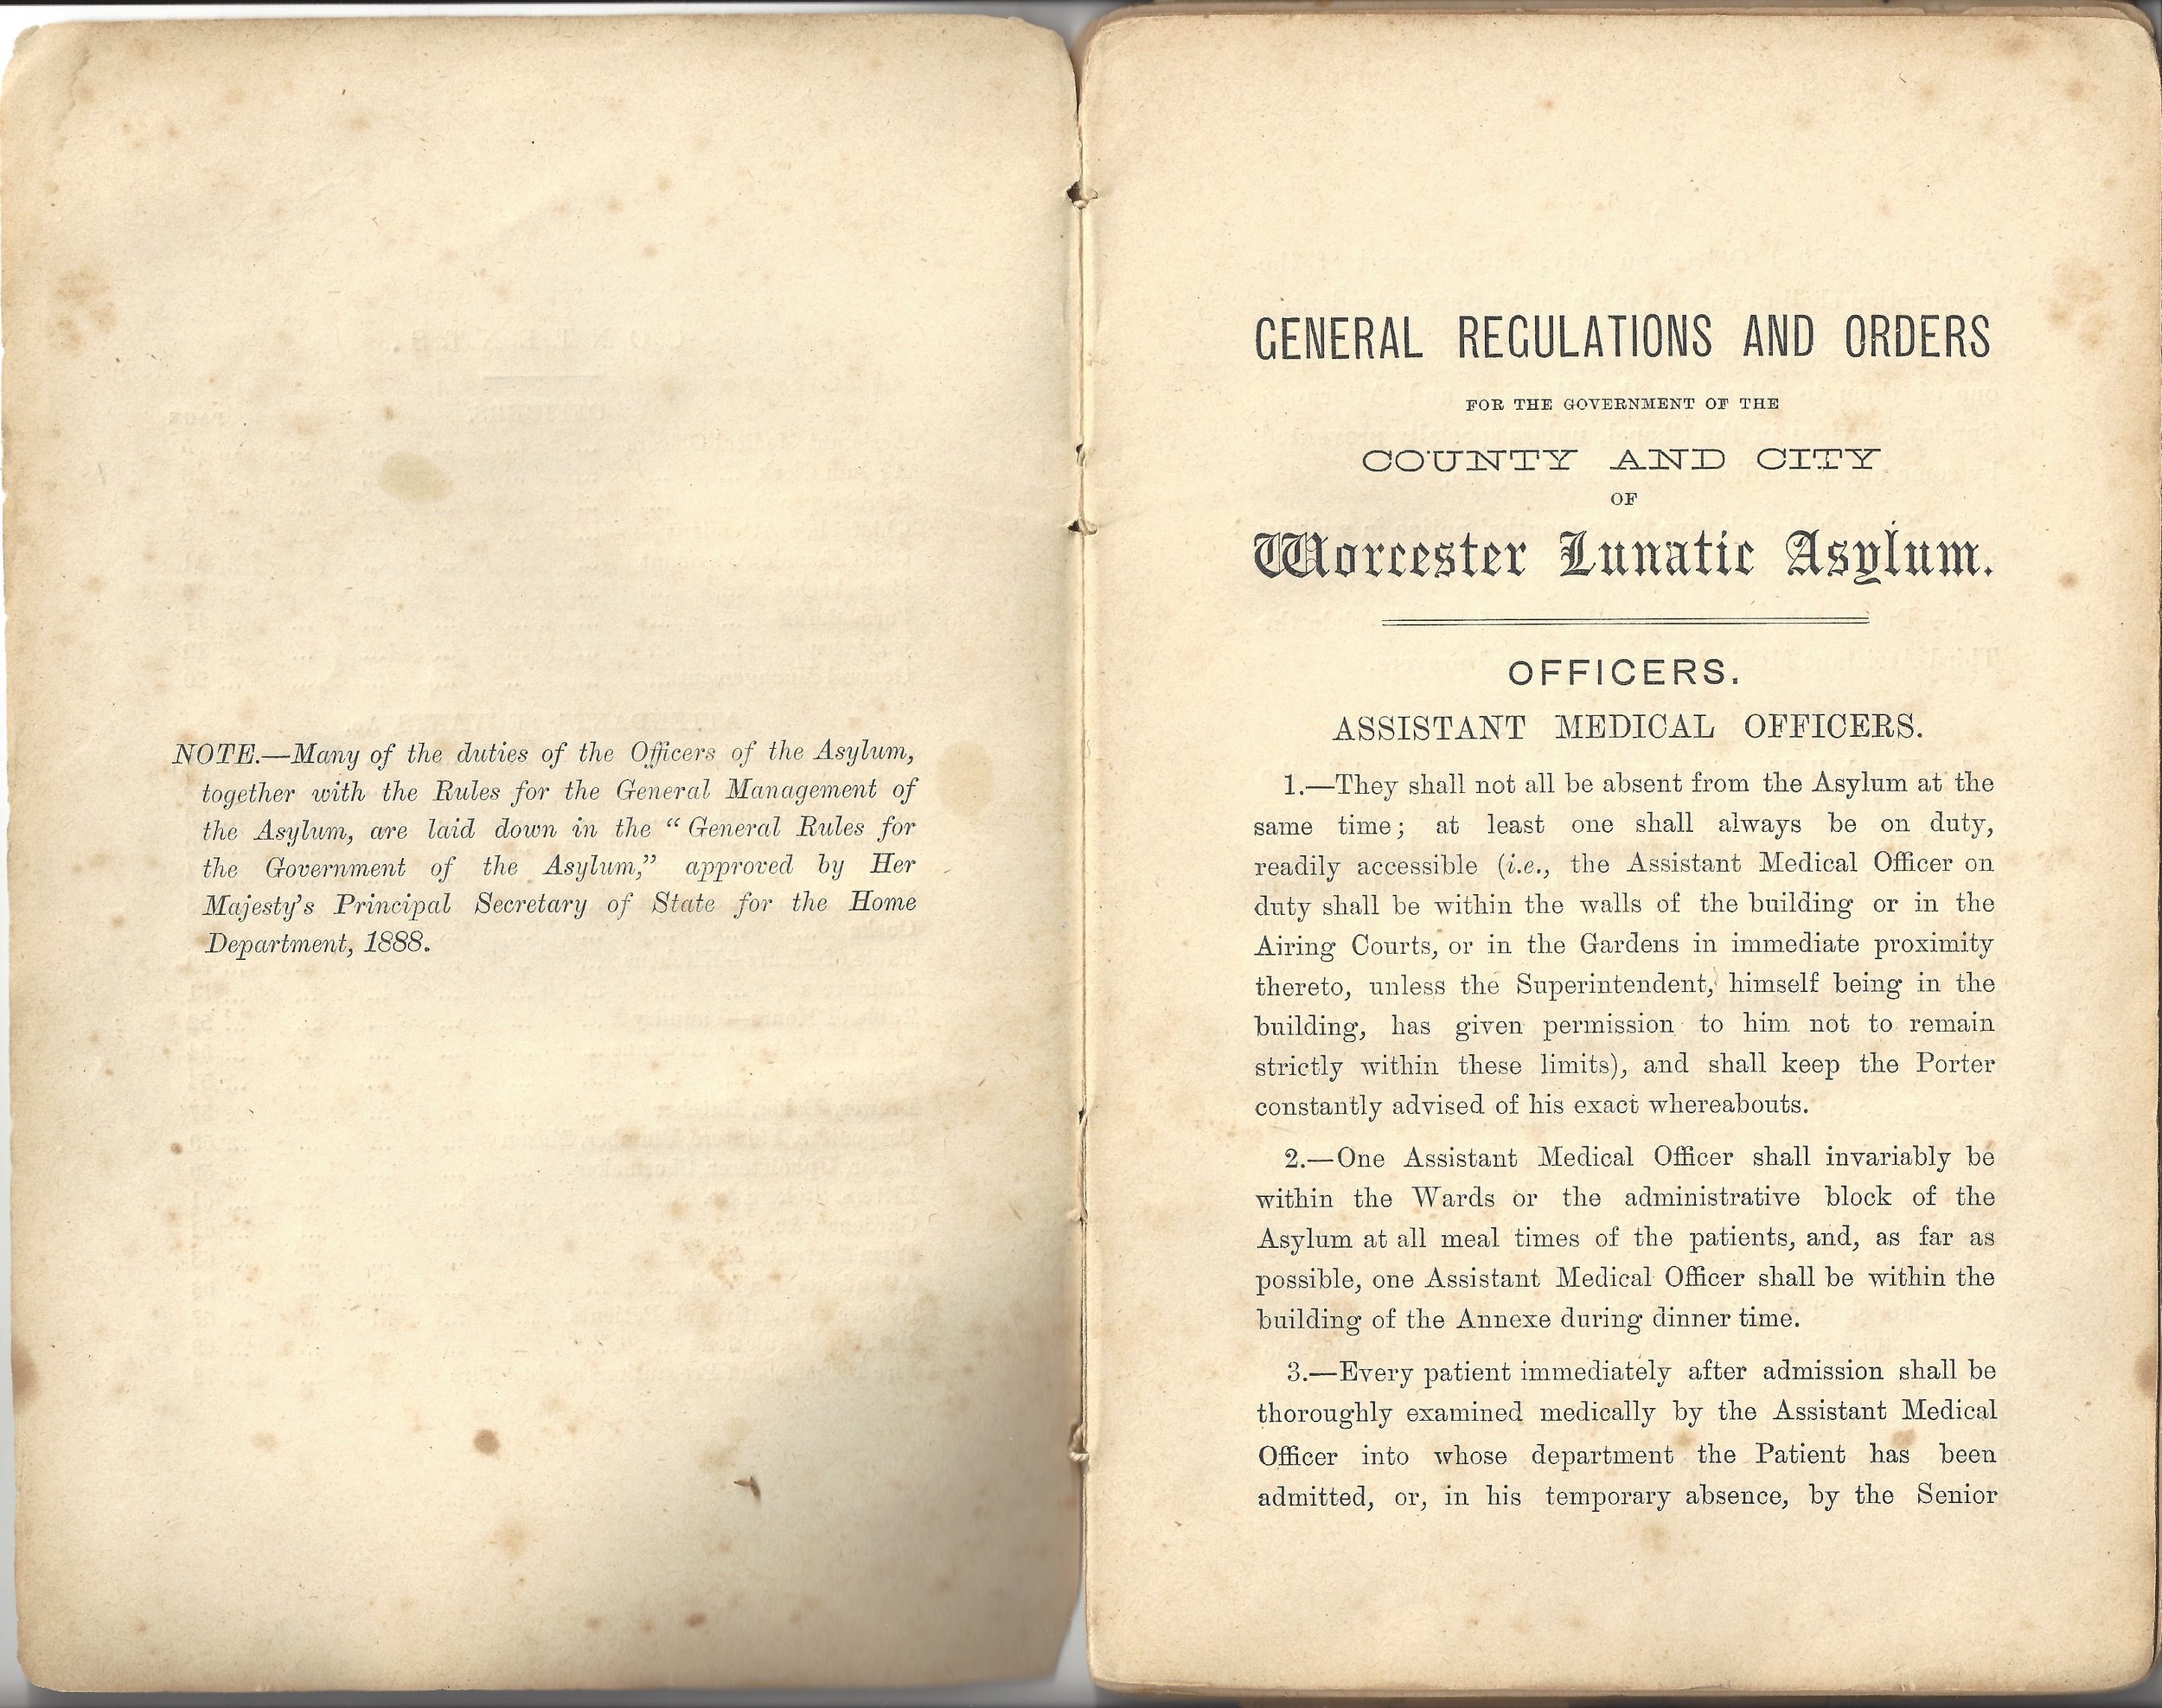 NOTE.—Many of the duties of the Officers of the Asylum,
together with the Rules for the General Management of
the Asylum, are laid down in the “ General Rules for
the Government of the Asylum,” approved by Her
Majesty’s Principal Secretary of State for the Home
Department, 1888.
GENERAL REGULATIONS AND ORDERS
FOR THE GOVERNMENT OF THE
COUNTY AND CITY
OF
Worcester Lunatic Asylum.
OFFICERS.
ASSISTANT MEDICAL OFFICERS.
1.—They shall not all be absent from the Asylum at the
same time; at least one shall always be on duty,
readily accessible (i.e., the Assistant Medical Officer on
duty shall be within the walls of the building or in the
Airing Courts, or in the Gardens in immediate proximity
thereto, unless the Superintendent, himself being in the
building, has given permission to him not to remain
strictly within these limits), and shall keep the Porter
constantly advised of his exact whereabouts.
2.—One Assistant Medical Officer shall invariably be
within the Wards or the administrative block of the
Asylum at all meal times of the patients, and, as far as
possible, one Assistant Medical Officer shall be within the
building of the Annexe during dinner time.
3.—Every patient immediately after admission shall be
thoroughly examined medically by the Assistant Medical
Officer into whose department the Patient has been
admitted, or, in his temporary absence, by the Senior